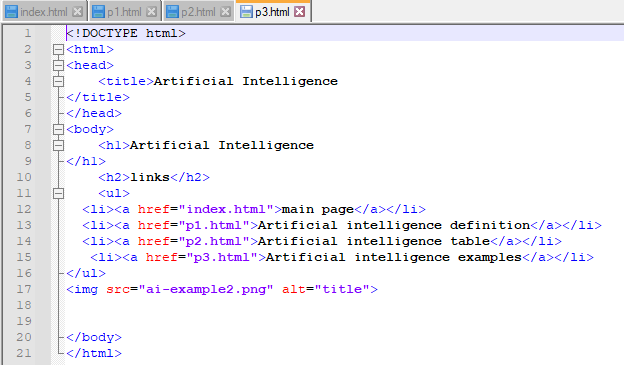 index.html p1.html p2.html p3.html
1 <!DOCTYPE html>
2 <html>
3 <head>
4 <title>Artificial Intelligence
5 </title>
6 </head>
7 <body>
8 <h1>Artificial Intelligence
9 </h1>
10 <h2>links</h2>
11 <ul>
12 <li><a href="index.html">main page</a></li>
13 <li><a href="p1.html">Artificial intelligence definition</a></li>
14 <li><a href="p2.html">Artificial intelligence table</a></li>
15 <li><a href="p3.html">Artificial intelligence examples</a></li>
16 </ul>
17 <img src="ai-example2.png" alt="title">
18
19
20 </body>
21 </html>